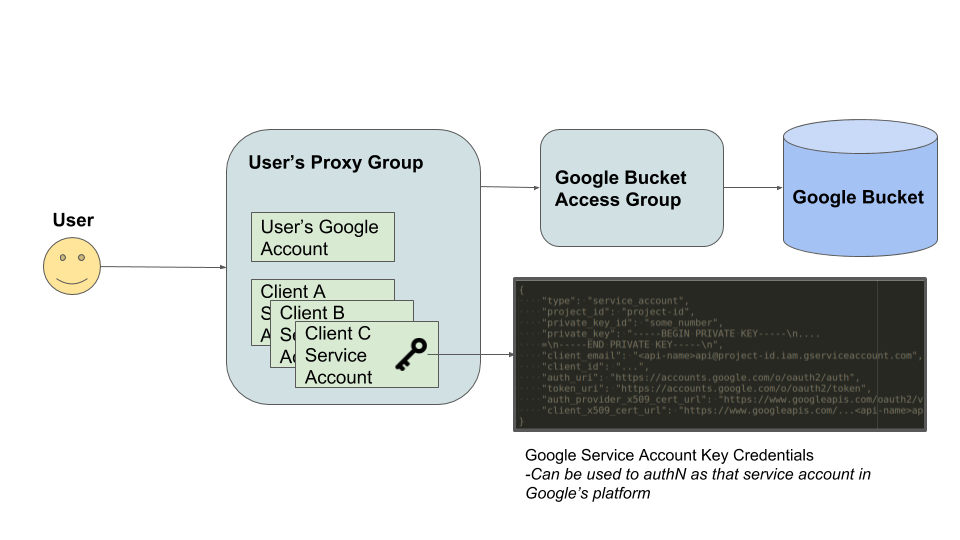 User
User's Proxy Group
User's Google
Account
Client A
S
A
Client B
Se
Ac
Client C
Service
Account
Google Bucket
Access Group
Google Bucket
{
"type": "service_account",
"project_id": "project-id",
"private_key_id": "some_number",
"private_key": "-----BEGIN PRIVATE KEY-----\n....
=\n-----END PRIVATE KEY-----\n",
"client_email": "<api-name>api@project-id.iam.gserviceaccount.com",
"client_id": "...",
"auth_uri": "https://accounts.google.com/o/oauth2/auth",
"token_uri": "https://accounts.google.com/o/oauth2/token",
"auth_provider_x509_cert_url": "https://www.googleapis.com/oauth2/v
"client_x509_cert_url": "https://www.googleapis.com/...<api-name>ap
}
Google Service Account Key Credentials
-Can be used to authN as that service account in
Google's platform